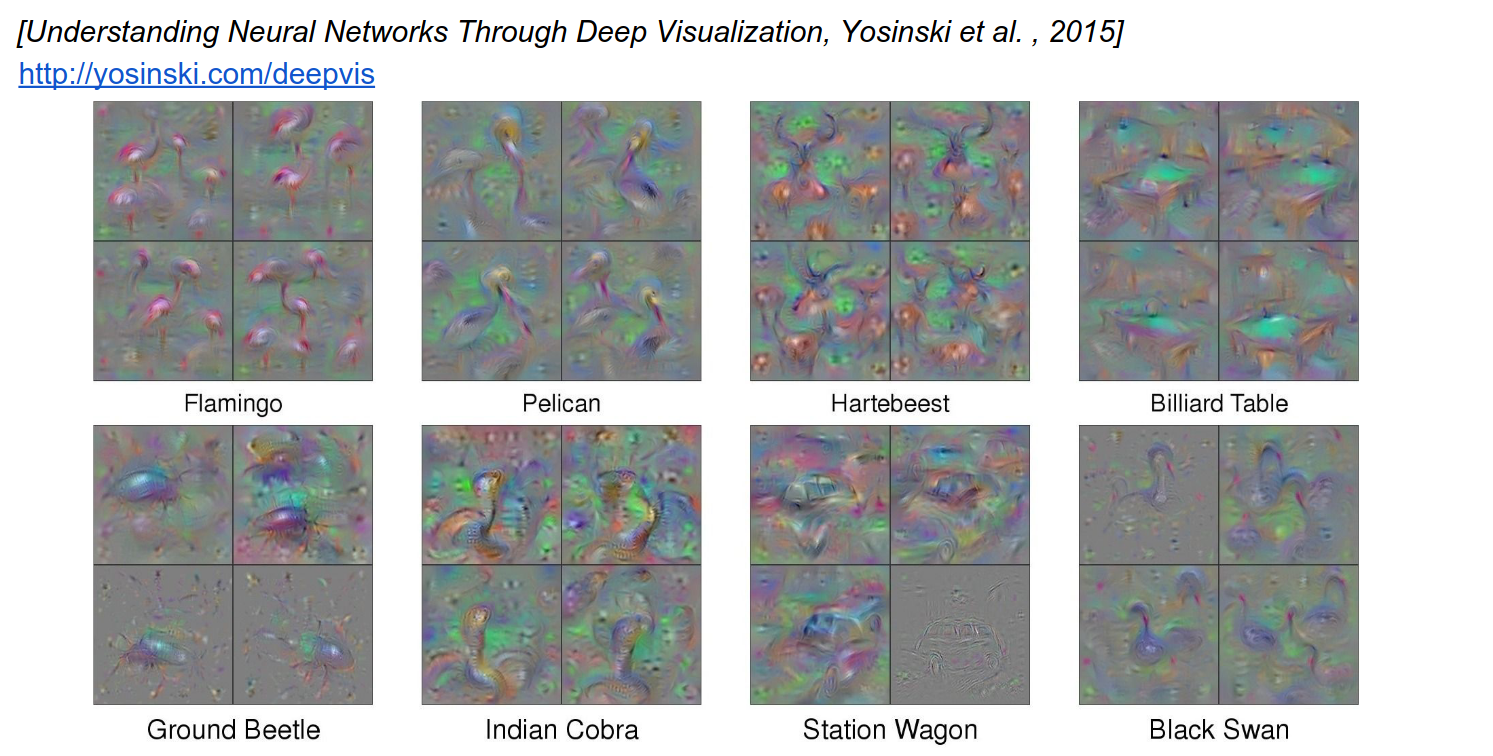 [Understanding Neural Networks Through Deep Visualization, Yosinski et al. , 2015]
http://yosinski.com/deepvis
Flamingo Pelican Hartebeest Billiard Table
Ground Beetle Indian Cobra Station Wagon Black Swan